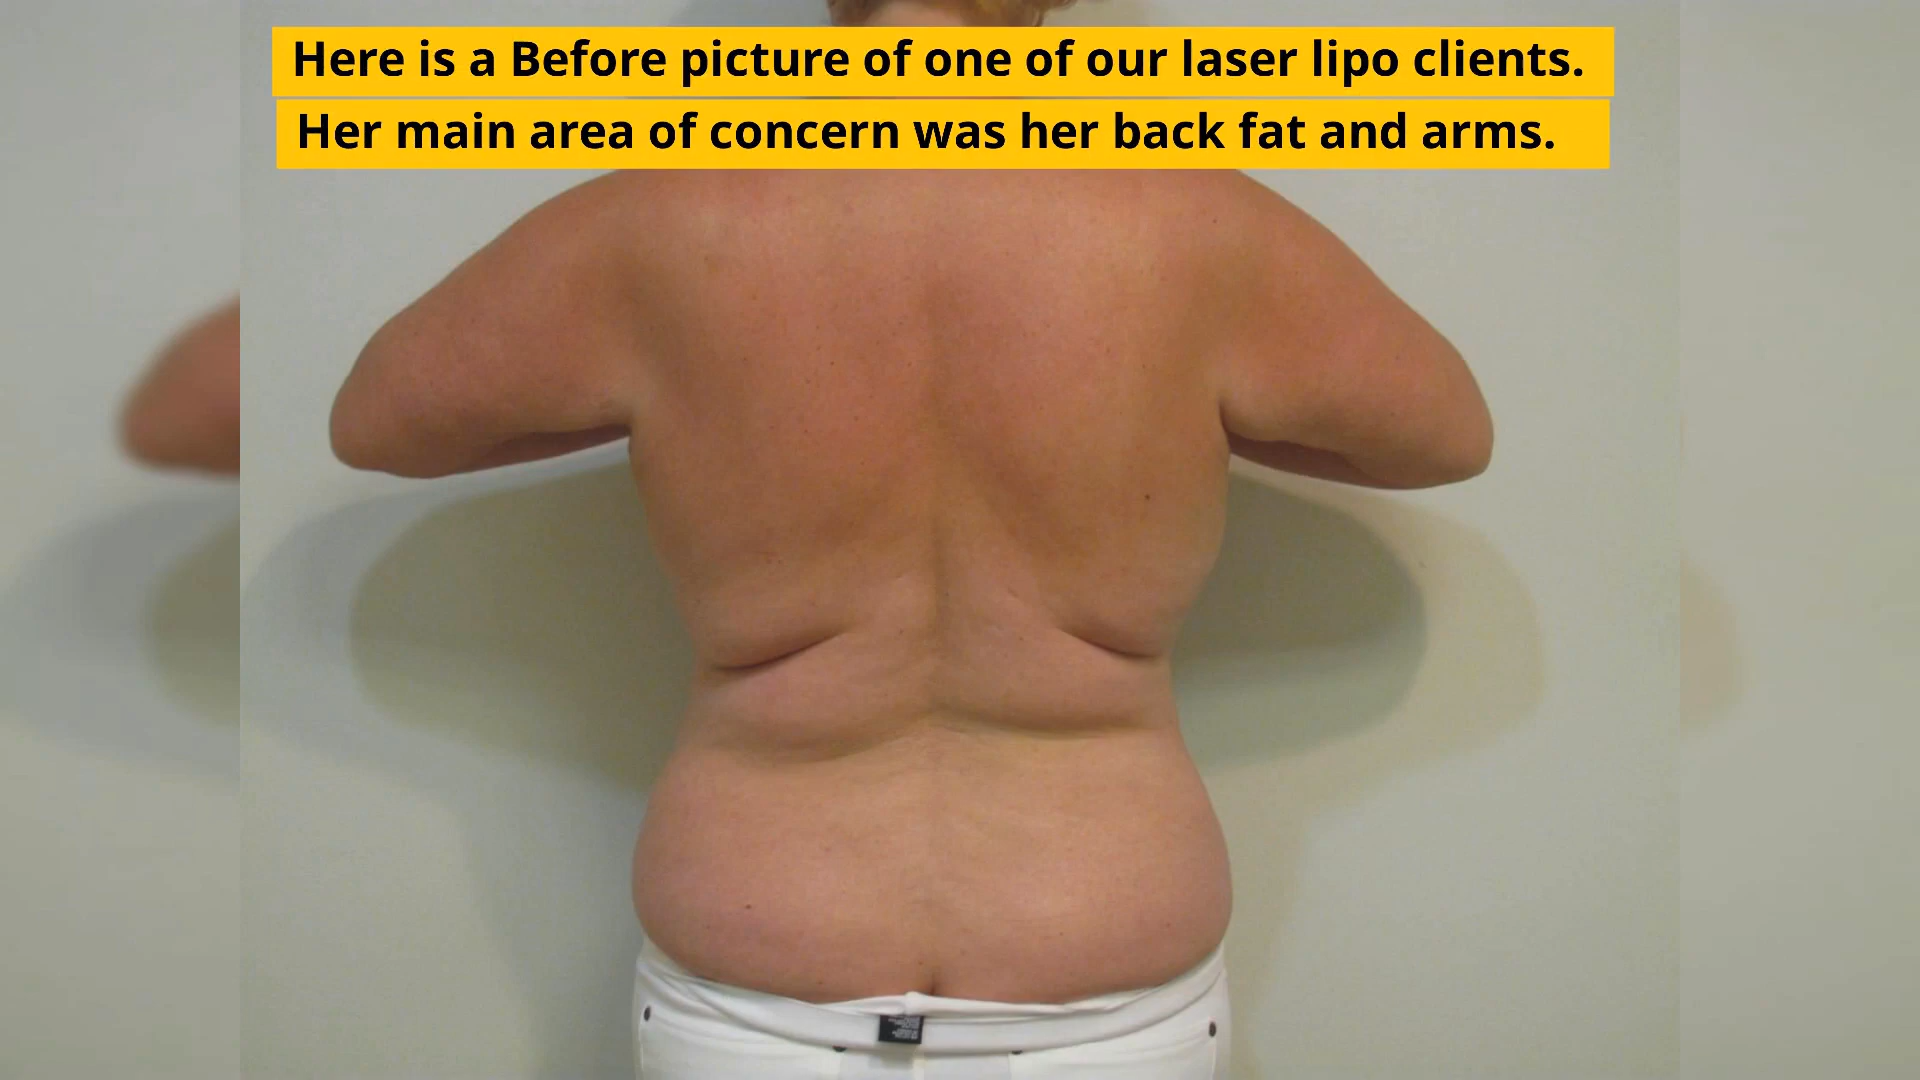 Here is a Before picture of one of our laser lipo clients.
Her main area of concern was her back fat and arms.